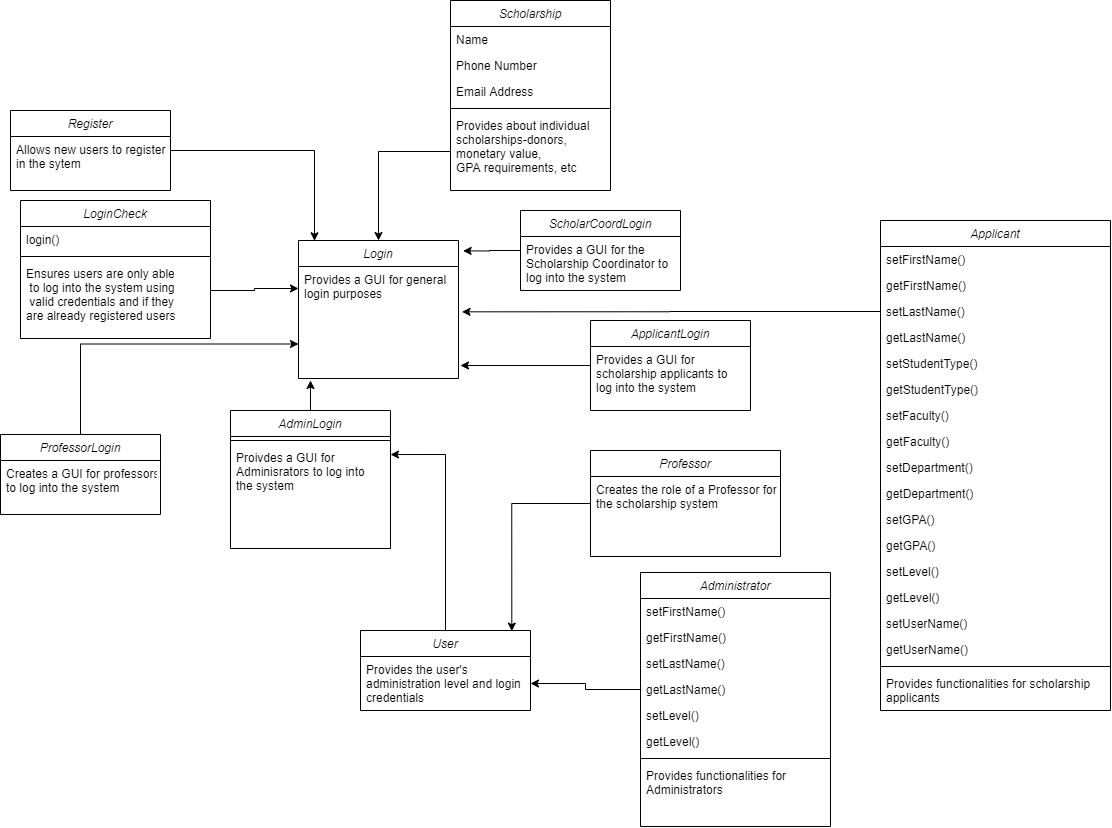 Scholarship
Name
Phone Number
Email Address
Provides about individual
scholarships-donors,
monetary value,
GPA requirements, etc
Register
Allows new users to register
in the sytem
LoginCheck
login()
Ensures users are only able
to log into the system using
valid credentials and if they
are already registered users
Login
Provides a GUI for general
login purposes
ScholarCoordLogin
Provides a GUI for the
Scholarship Coordinator to
log into the system
ApplicantLogin
Provides a GUI for
scholarship applicants to
log into the system
Applicant
setFirstName()
getFirstName()
setLastName()
getLastName()
setStudentType()
getStudentType()
setFaculty()
getFaculty()
setDepartment()
getDepartment()
setGPA()
getGPA()
setLevel()
getLevel()
setUserName()
getUserName()
Provides functionalities for scholarship
applicants
ProfessorLogin
Creates a GUI for professors
to log into the system
AdminLogin
Proivdes a GUI for
Adminisrators to log into
the system
Professor
Creates the role of a Professor for
the scholarship system
User
Provides the user's
administration level and login
credentials
Administrator
setFirstName()
getFirstName()
setLastName()
getLastName()
setLevel()
getLevel()
Provides functionalities for
Administrators